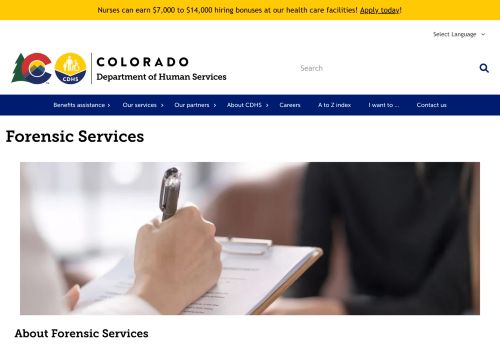 Nurses can earn $7,000 to $14,000 hiring bonuses at our health care facilities! Apply today!
Select Language
COLORADO
Department of Human Services
CDHS
Search
Benefits assistance
Our services
Our partners
About CDHS
Careers
A to Z index
I want to ...
Contact us
Forensic Services
About Forensic Services